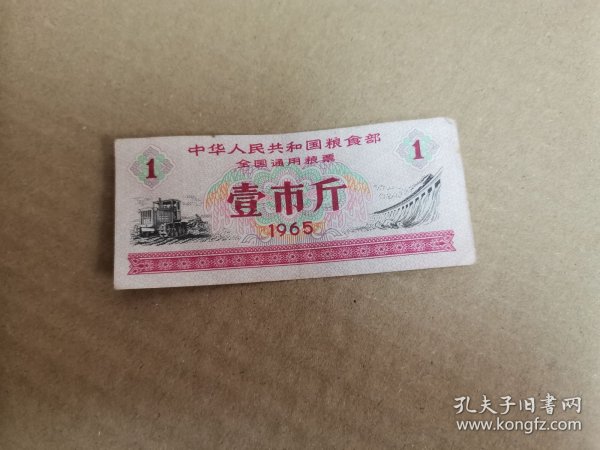 中华人民共和国粮食部
全国通用粮票
1
1
壹市斤
1965
孔夫子旧书网
www.kongfz.com